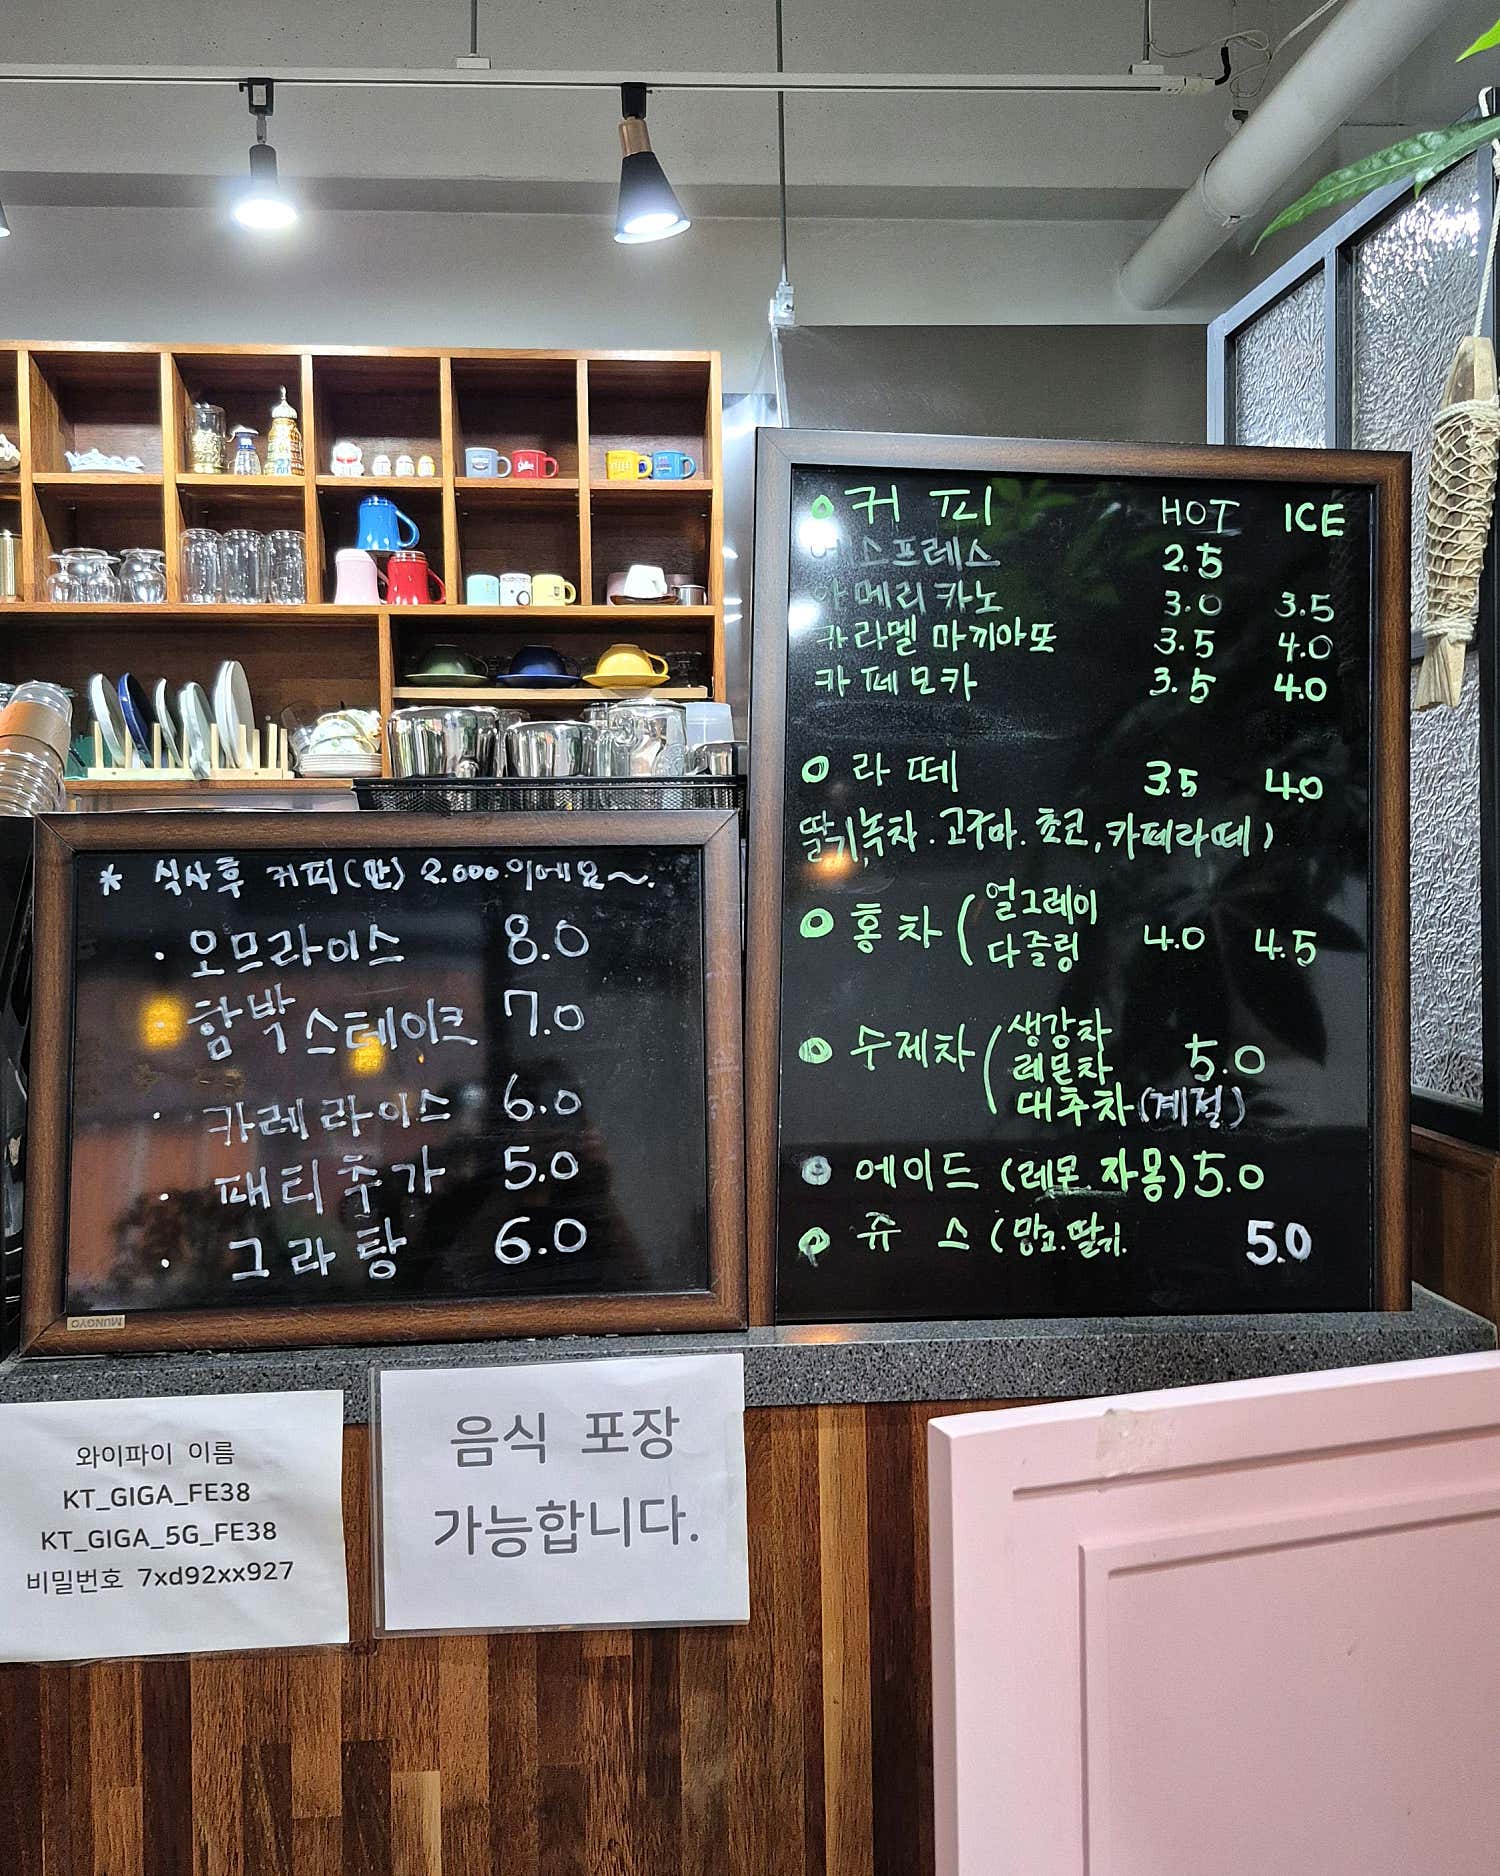 * 식사후 커피(만) 2.000.이에요~.
· 오므라이스 8.0
· 함박스테이크 7.0
· 카레라이스 6.0
· 패티추가 5.0
· 그라탕 6.0
MUNGYO
커피 HOT ICE
에스프레스 2.5
아메리카노 3.0 3.5
카라멜 마끼아또 3.5 4.0
카페모카 3.5 4.0
라떼 3.5 4.0
딸기,녹차.고구마.쵸코,카페라떼)
홍차 (얼그레이 다즐링 4.0 4.5
수제차 (생강차 레몬차 대추차(계절) 5.0
에이드 (레몬.자몽) 5.0
쥬스 (망고.딸기. 5.0
와이파이 이름
KT_GIGA_FE38
KT_GIGA_5G_FE38
비밀번호 7xd92xx927
음식 포장
가능합니다.